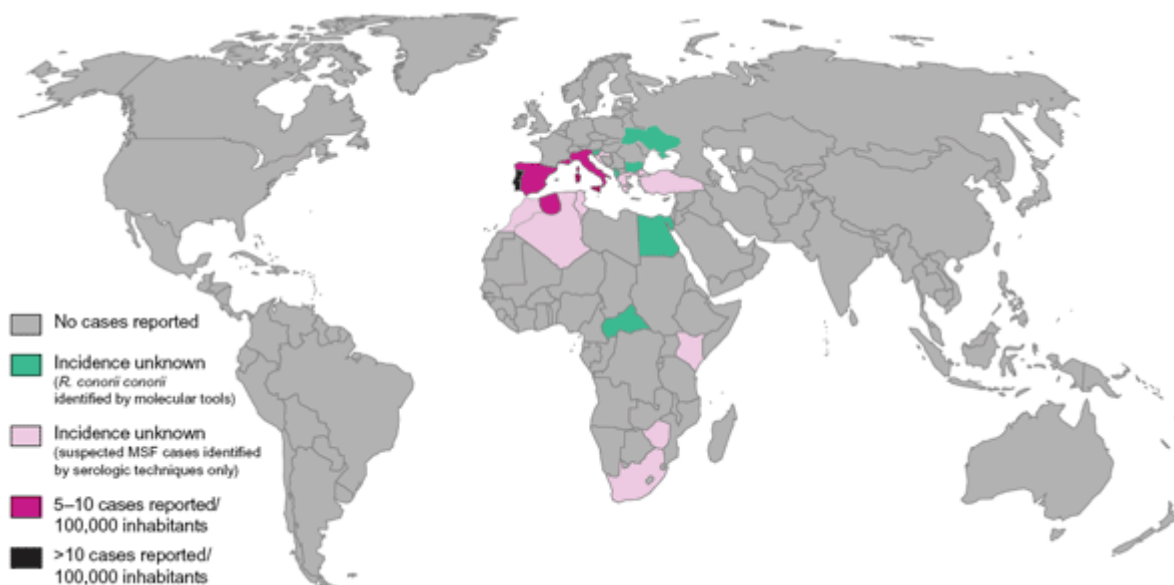 No cases reported
Incidence unknown
(R. conorii conorii
identified by molecular tools)
Incidence unknown
(suspected MSF cases identified
by serologic techniques only)
5–10 cases reported/
100,000 inhabitants
>10 cases reported/
100,000 inhabitants